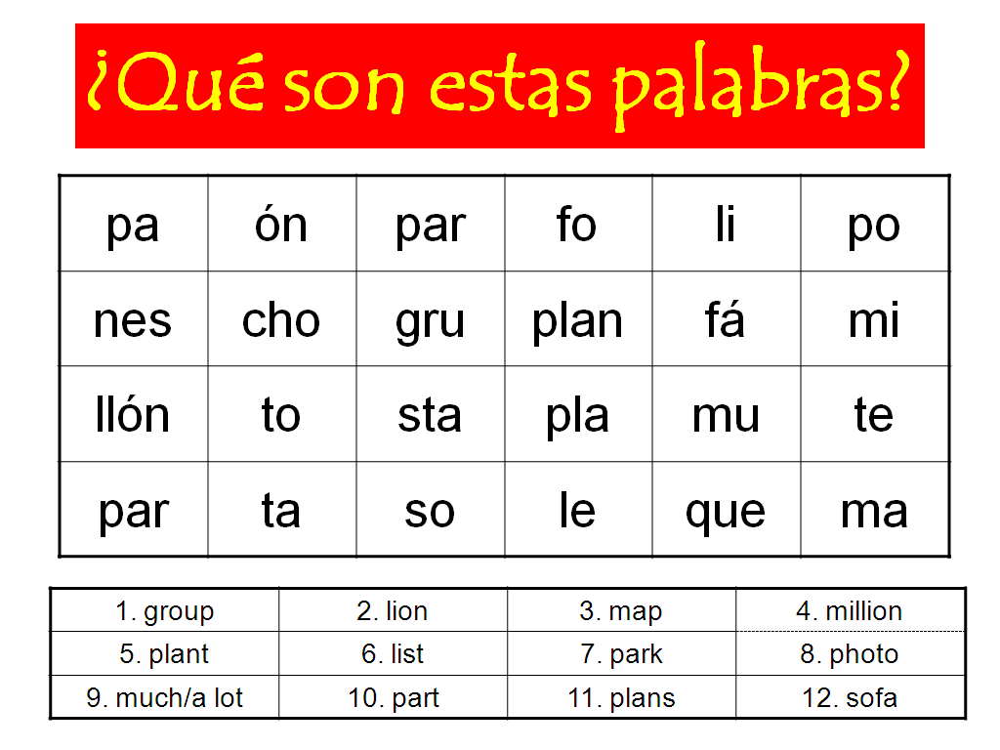 ¿Qué son estas palabras?
pa ón par fo li po
nes cho gru plan fá mi
llón to sta pla mu te
par ta so le que ma
1. group 2. lion 3. map 4. million
5. plant 6. list 7. park 8. photo
9. much/a lot 10. part 11. plans 12. sofa